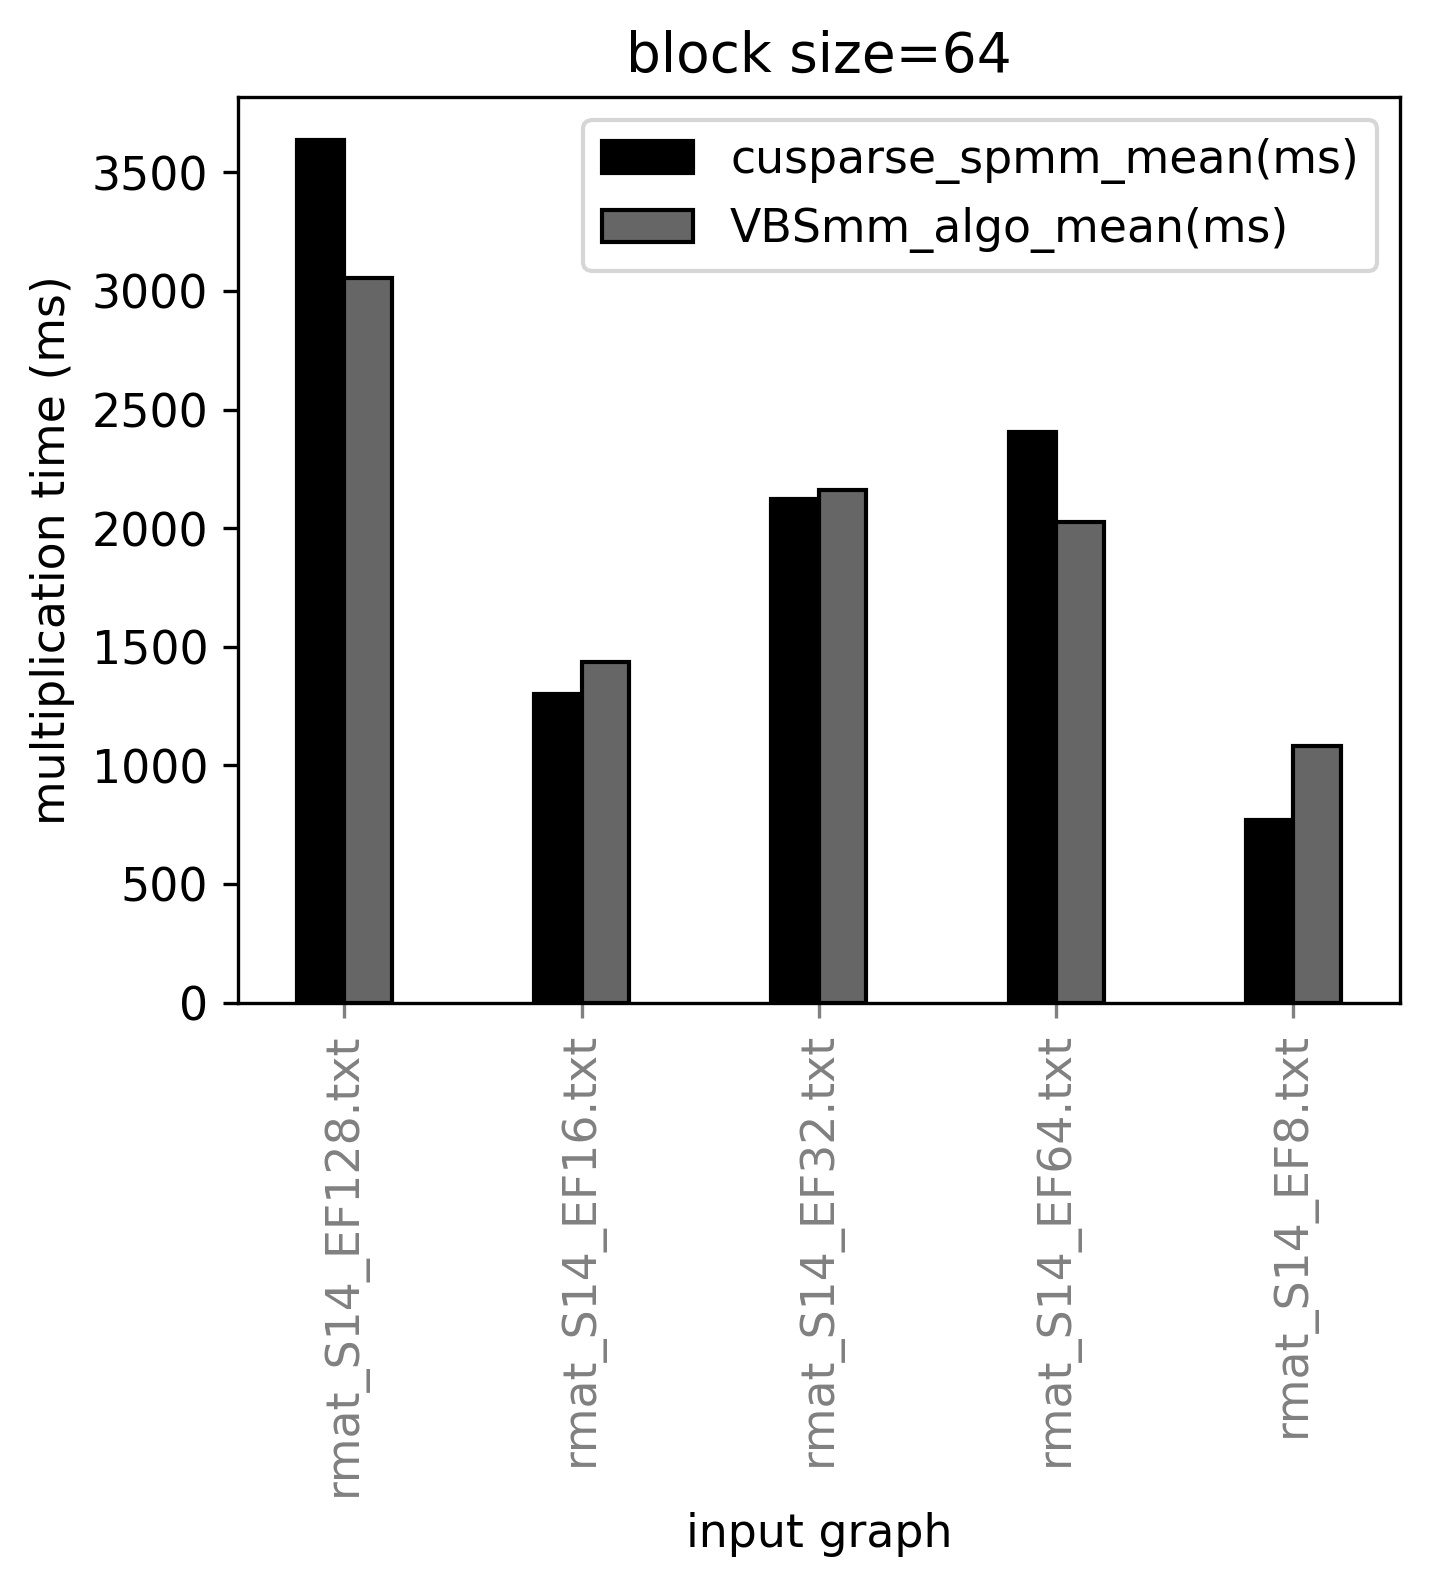 block size=64
cusparse_spmm_mean(ms)
VBSmm_algo_mean(ms)
multiplication time (ms)
3500
3000
2500
2000
1500
1000
500
0
rmat_S14_EF128.txt
rmat_S14_EF16.txt
rmat_S14_EF32.txt
rmat_S14_EF64.txt
rmat_S14_EF8.txt
input graph